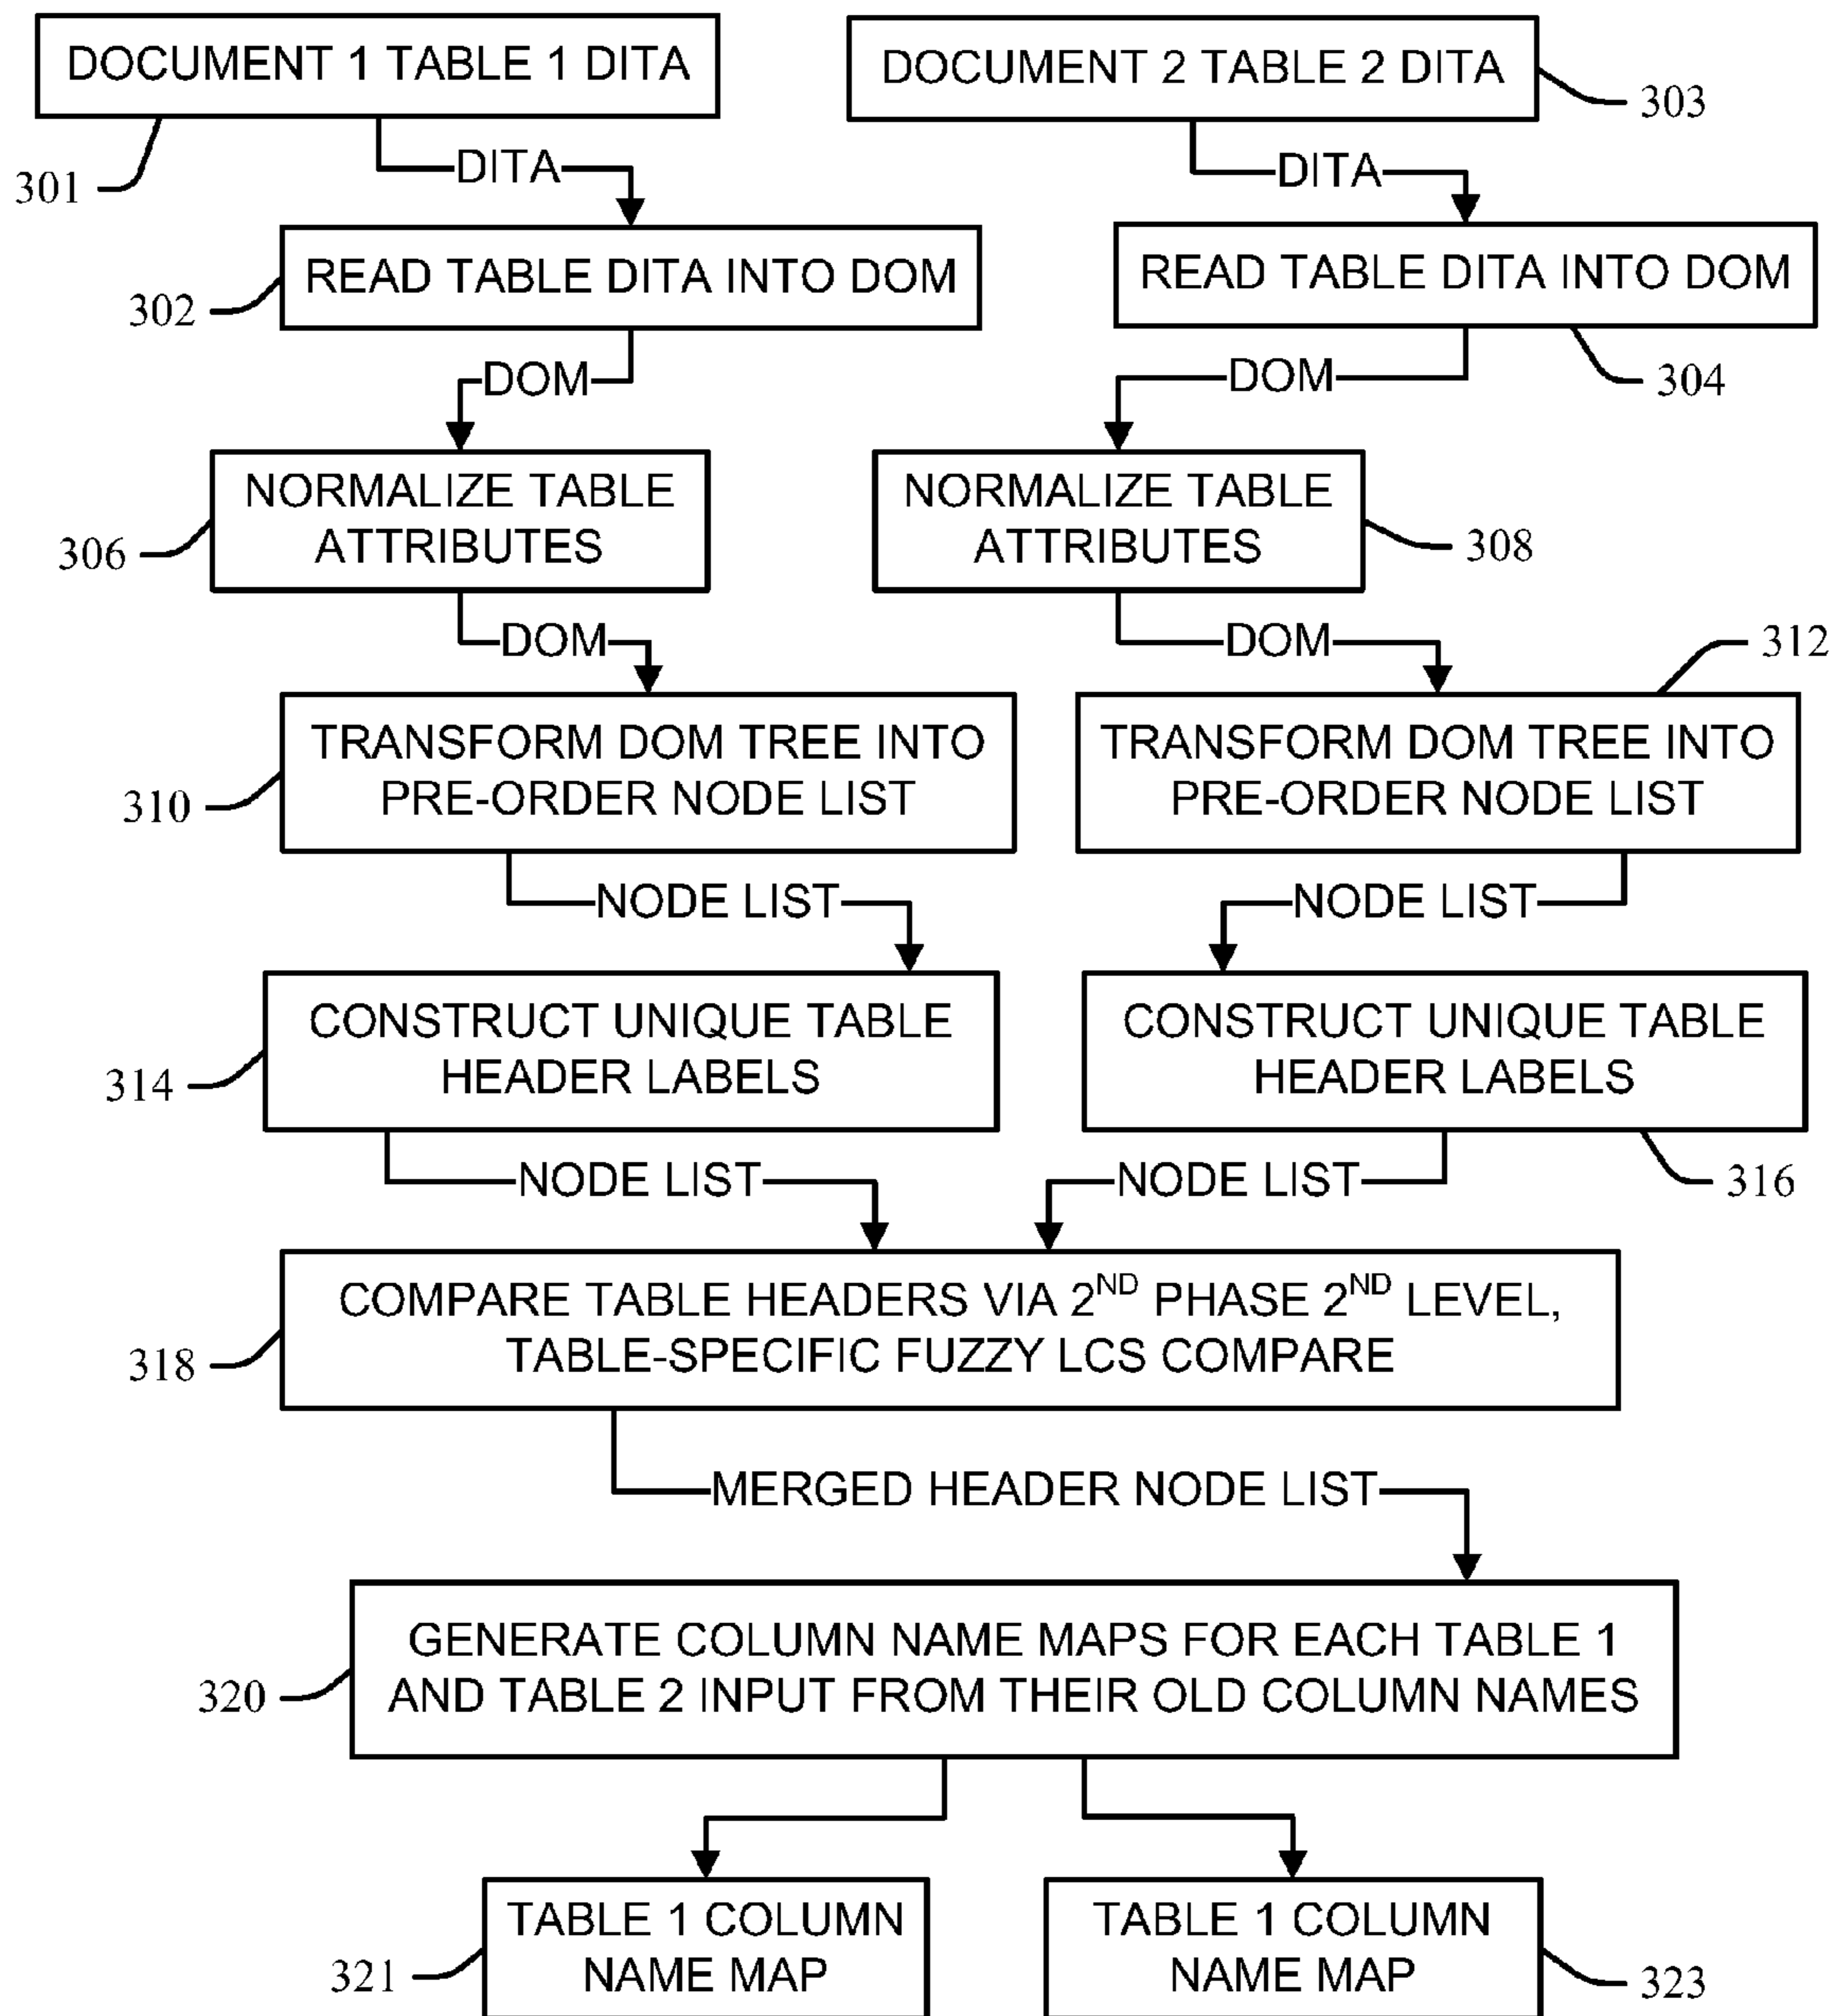 DOCUMENT 1 TABLE 1 DITA
DOCUMENT 2 TABLE 2 DITA
303
301
DITA
DITA
READ TABLE DITA INTO DOM
READ TABLE DITA INTO DOM
302
304
DOM
DOM
NORMALIZE TABLE
ATTRIBUTES
306
NORMALIZE TABLE
ATTRIBUTES
308
DOM
DOM
312
TRANSFORM DOM TREE INTO
PRE-ORDER NODE LIST
310
TRANSFORM DOM TREE INTO
PRE-ORDER NODE LIST
NODE LIST
NODE LIST
CONSTRUCT UNIQUE TABLE
HEADER LABELS
314
CONSTRUCT UNIQUE TABLE
HEADER LABELS
316
NODE LIST
NODE LIST
COMPARE TABLE HEADERS VIA 2ND PHASE 2ND LEVEL,
TABLE-SPECIFIC FUZZY LCS COMPARE
318
MERGED HEADER NODE LIST
GENERATE COLUMN NAME MAPS FOR EACH TABLE 1
AND TABLE 2 INPUT FROM THEIR OLD COLUMN NAMES
320
TABLE 1 COLUMN
NAME MAP
321
TABLE 1 COLUMN
NAME MAP
323